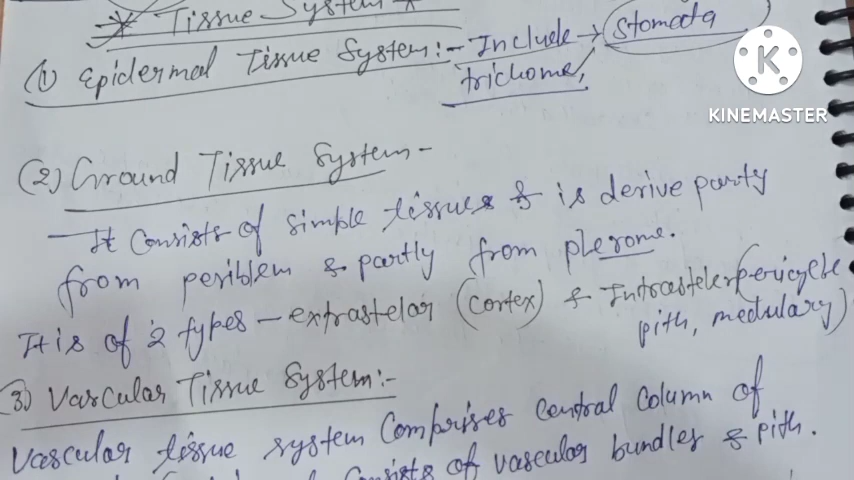 * Tissue System *
(1) Epidermal Tissue System:- Include → Stomata
trichome,
K
KINEMASTER
(2) Ground Tissue System -
- It consists of simple tissues & is derive party
from periblem & partly from plerome.
It is of 2 types - extrastelar (cortex) & Intrastelar (pericycle
pith, medulary)
(3) Vascular Tissue System:-
Vascular tissue system Comprises central column of
consists of vascular bundles & pith.